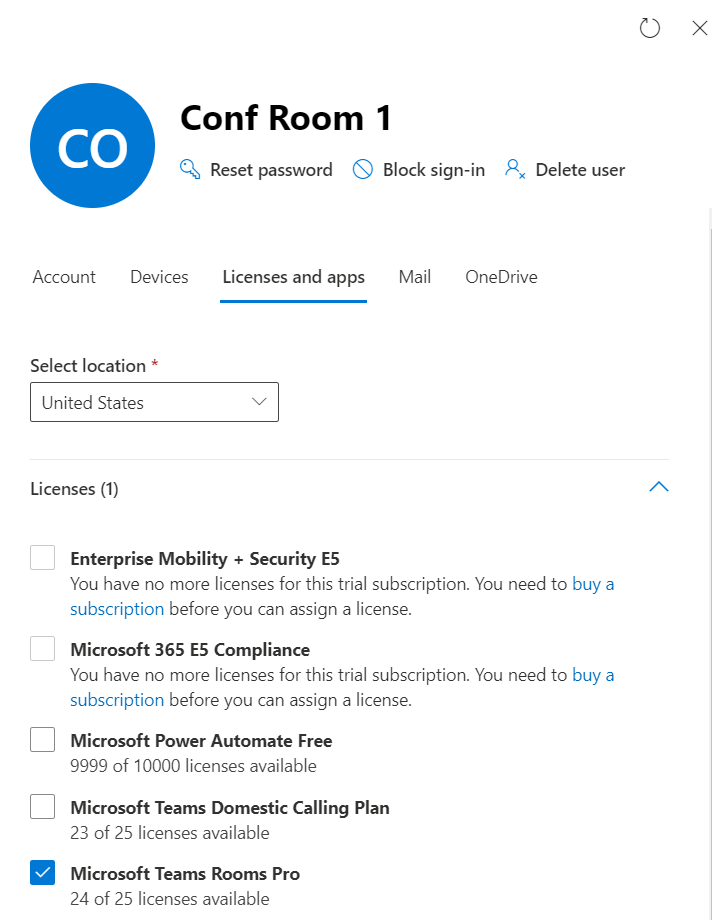 CO
Conf Room 1
Reset password Block sign-in Delete user
Account Devices Licenses and apps Mail OneDrive
Select location *
United States
Licenses (1)
Enterprise Mobility + Security E5
You have no more licenses for this trial subscription. You need to buy a
subscription before you can assign a license.
Microsoft 365 E5 Compliance
You have no more licenses for this trial subscription. You need to buy a
subscription before you can assign a license.
Microsoft Power Automate Free
9999 of 10000 licenses available
Microsoft Teams Domestic Calling Plan
23 of 25 licenses available
Microsoft Teams Rooms Pro
24 of 25 licenses available